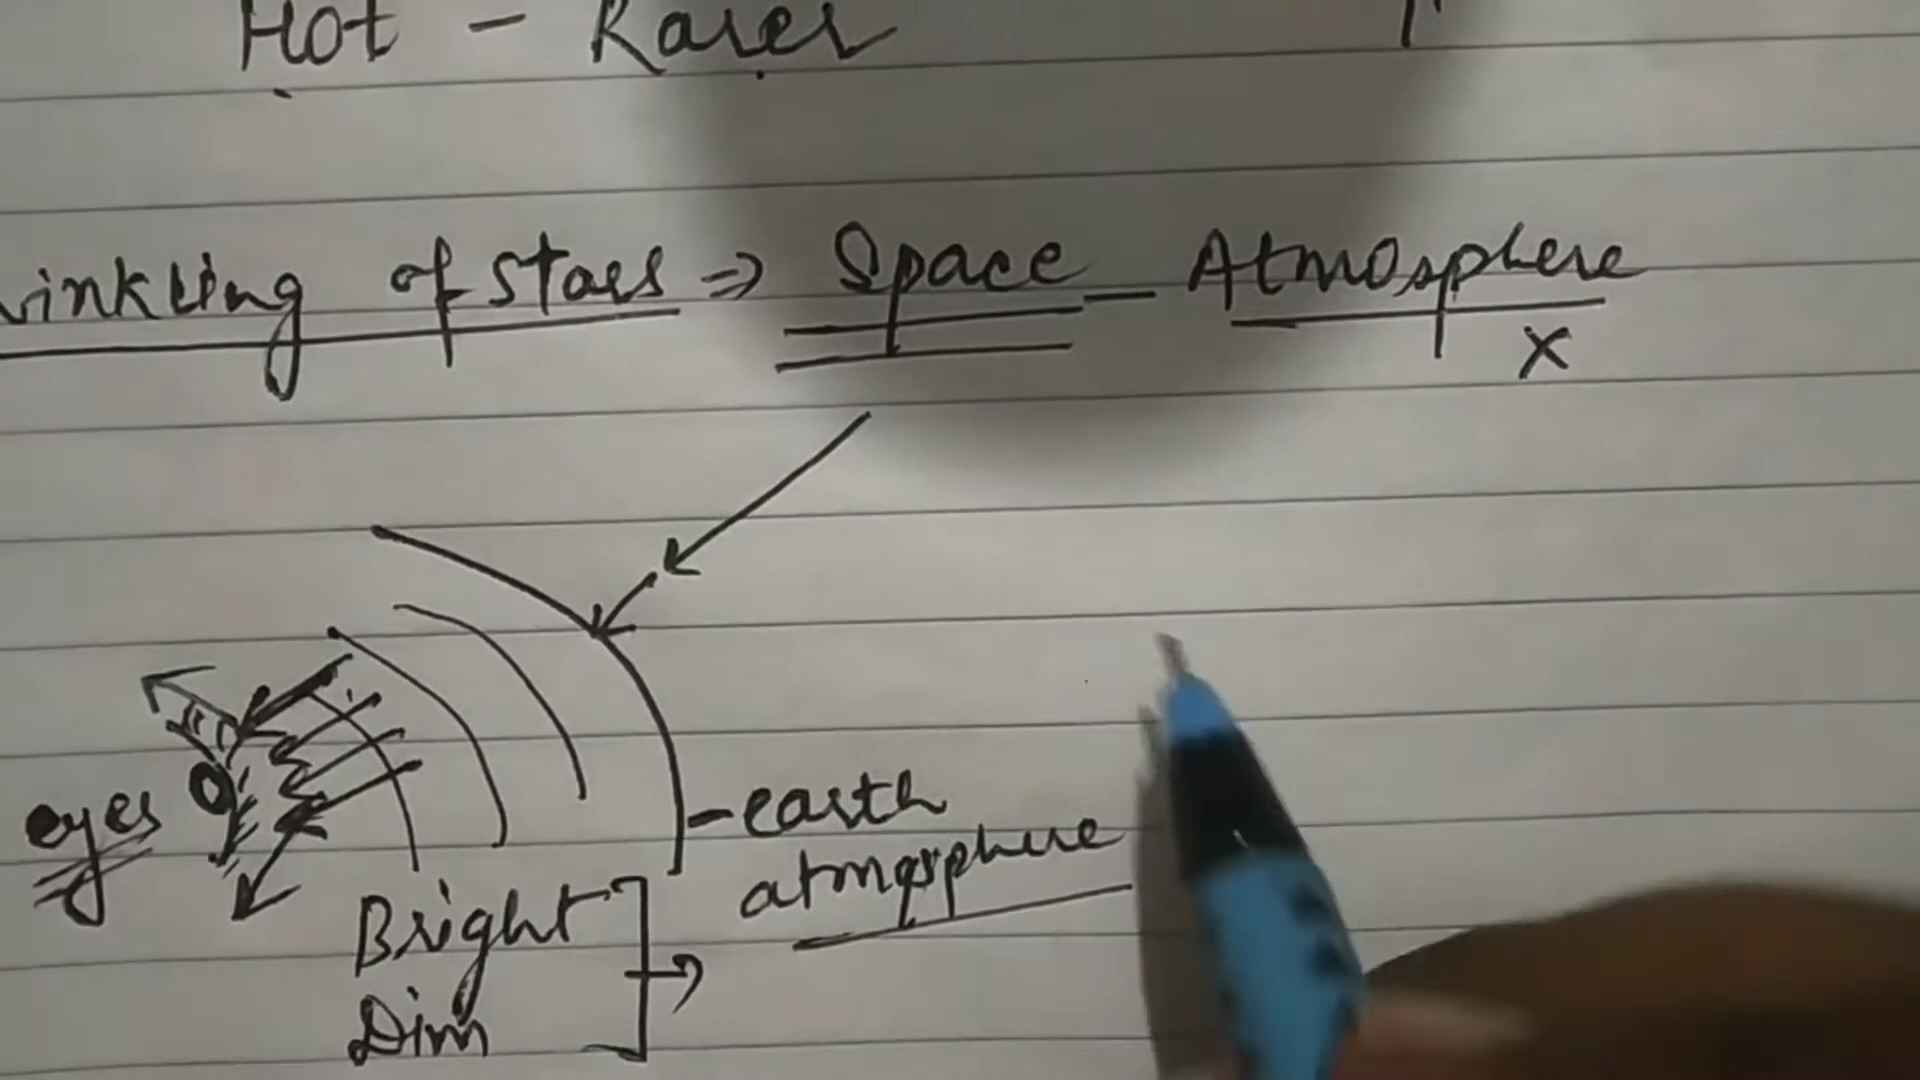 Hot - Rarer
winkling of stars => Space - Atmosphere
x
eyes
- earth
atmosphere
Bright
Dim